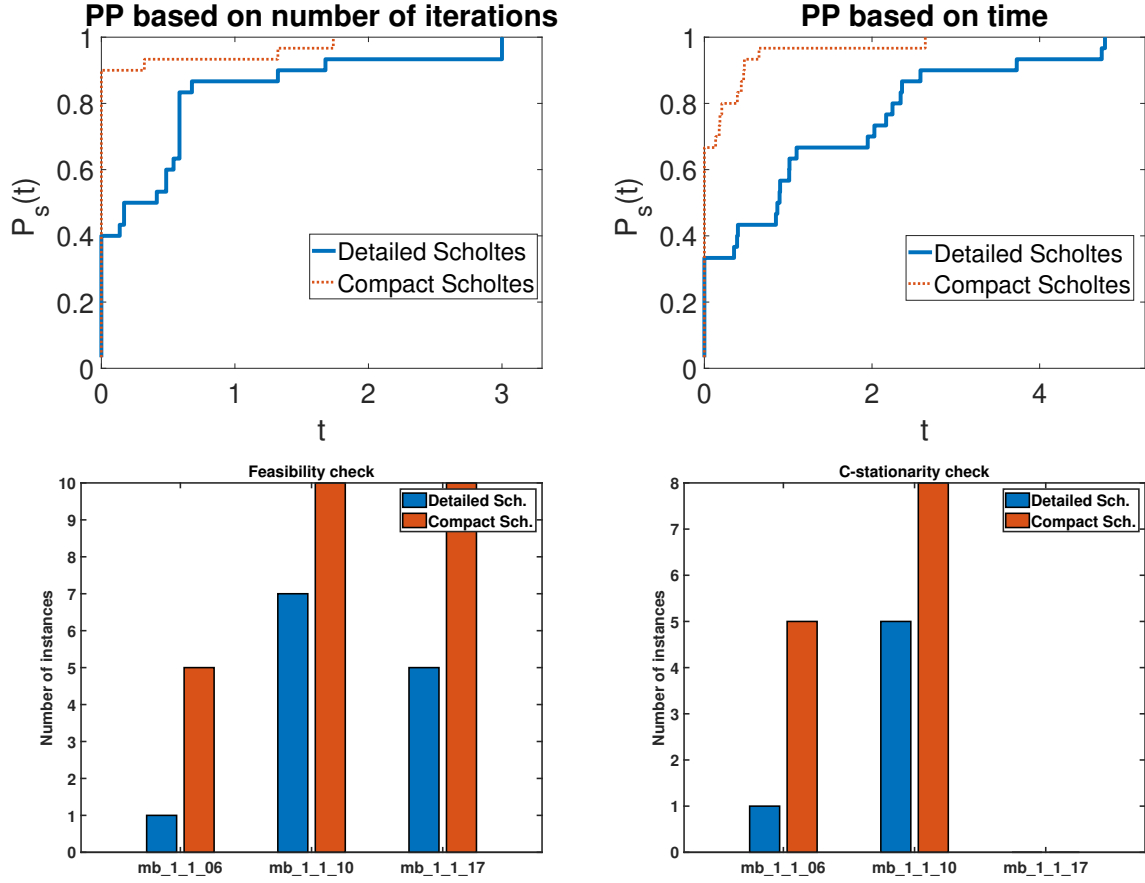 PP based on number of iterations
1
0.8
0.6
0.4
0.2
0
P_s(t)
Detailed Scholtes
Compact Scholtes
0 1 2 3
t
PP based on time
1
0.8
0.6
0.4
0.2
0
P_s(t)
Detailed Scholtes
Compact Scholtes
0 2 4
t
Feasibility check
10
9
8
7
6
5
4
3
2
1
0
Number of instances
Detailed Sch.
Compact Sch.
mb_1_1_06 mb_1_1_10 mb_1_1_17
C-stationarity check
8
7
6
5
4
3
2
1
0
Number of instances
Detailed Sch.
Compact Sch.
mb_1_1_06 mb_1_1_10 mb_1_1_17